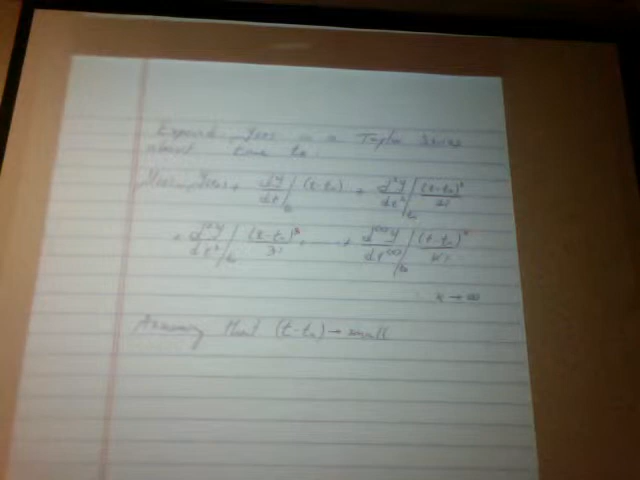 Expand y(t) in a Taylor Series
about time t₀.
y(t) = y(t₀) + dy/dt|t₀ (t-t₀) + d²y/dt²|t₀ (t-t₀)²/2!
+ d³y/dt³|t₀ (t-t₀)³/3! ..... + d⁽ⁿ⁾y/dt⁽ⁿ⁾|t₀ (t-t₀)ⁿ/n!
n → ∞
Assuming that (t-t₀) → small